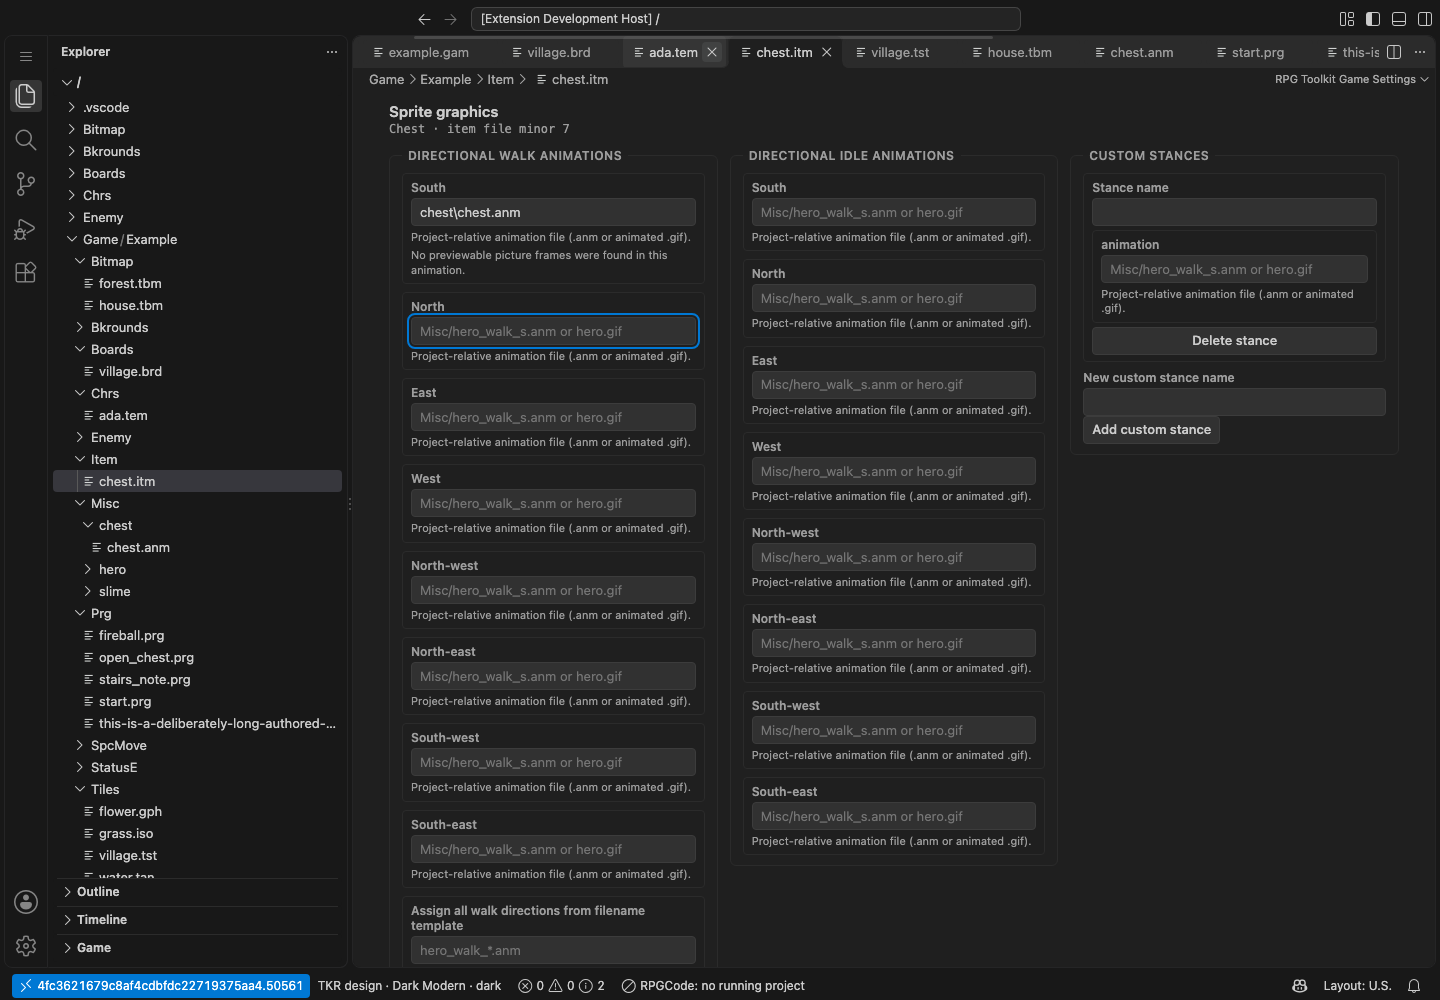 [Extension Development Host] /
Explorer
/
.vscode
Bitmap
Bkrounds
Boards
Chrs
Enemy
Game/Example
Bitmap
forest.tbm
house.tbm
Bkrounds
Boards
village.brd
Chrs
ada.tem
Enemy
Item
chest.itm
Misc
chest
chest.anm
hero
slime
Prg
fireball.prg
open_chest.prg
stairs_note.prg
start.prg
this-is-a-deliberately-long-authored-...
SpcMove
StatusE
Tiles
flower.gph
grass.iso
village.tst
water.tan
Outline
Timeline
Game
example.gam village.brd ada.tem chest.itm village.tst house.tbm chest.anm start.prg this-is
Game > Example > Item > chest.itm
RPG Toolkit Game Settings
Sprite graphics
Chest · item file minor 7
DIRECTIONAL WALK ANIMATIONS
South
chest\chest.anm
Project-relative animation file (.anm or animated .gif).
No previewable picture frames were found in this
animation.
North
Misc/hero_walk_s.anm or hero.gif
Project-relative animation file (.anm or animated .gif).
East
Misc/hero_walk_s.anm or hero.gif
Project-relative animation file (.anm or animated .gif).
West
Misc/hero_walk_s.anm or hero.gif
Project-relative animation file (.anm or animated .gif).
North-west
Misc/hero_walk_s.anm or hero.gif
Project-relative animation file (.anm or animated .gif).
North-east
Misc/hero_walk_s.anm or hero.gif
Project-relative animation file (.anm or animated .gif).
South-west
Misc/hero_walk_s.anm or hero.gif
Project-relative animation file (.anm or animated .gif).
South-east
Misc/hero_walk_s.anm or hero.gif
Project-relative animation file (.anm or animated .gif).
Assign all walk directions from filename
template
hero_walk_*.anm
DIRECTIONAL IDLE ANIMATIONS
South
Misc/hero_walk_s.anm or hero.gif
Project-relative animation file (.anm or animated .gif).
North
Misc/hero_walk_s.anm or hero.gif
Project-relative animation file (.anm or animated .gif).
East
Misc/hero_walk_s.anm or hero.gif
Project-relative animation file (.anm or animated .gif).
West
Misc/hero_walk_s.anm or hero.gif
Project-relative animation file (.anm or animated .gif).
North-west
Misc/hero_walk_s.anm or hero.gif
Project-relative animation file (.anm or animated .gif).
North-east
Misc/hero_walk_s.anm or hero.gif
Project-relative animation file (.anm or animated .gif).
South-west
Misc/hero_walk_s.anm or hero.gif
Project-relative animation file (.anm or animated .gif).
South-east
Misc/hero_walk_s.anm or hero.gif
Project-relative animation file (.anm or animated .gif).
CUSTOM STANCES
Stance name
animation
Misc/hero_walk_s.anm or hero.gif
Project-relative animation file (.anm or animated
.gif).
Delete stance
New custom stance name
Add custom stance
4fc3621679c8af4cdbfdc22719375aa4.50561 TKR design · Dark Modern · dark 0 0 2 RPGCode: no running project Layout: U.S.